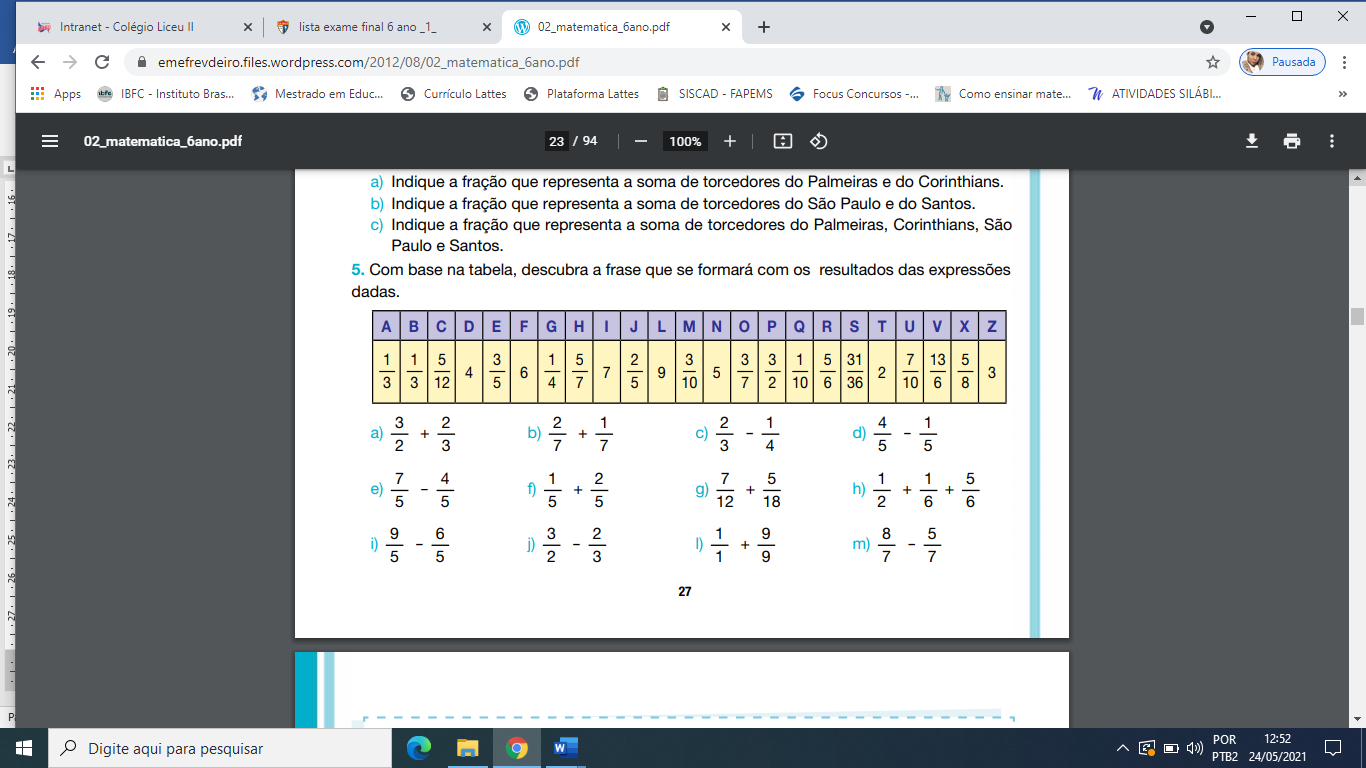 Intranet - Colégio Liceu II
lista exame final 6 ano _1_
02_matematica_6ano.pdf
emefrevdeiro.files.wordpress.com/2012/08/02_matematica_6ano.pdf
Pausada
Apps
IBFC - Instituto Bras...
Mestrado em Educ...
Currículo Lattes
Plataforma Lattes
SISCAD - FAPEMS
Focus Concursos -...
Como ensinar mate...
ATIVIDADES SILÁBI...
»
02_matematica_6ano.pdf
23 / 94
100%
a) Indique a fração que representa a soma de torcedores do Palmeiras e do Corinthians.
b) Indique a fração que representa a soma de torcedores do São Paulo e do Santos.
c) Indique a fração que representa a soma de torcedores do Palmeiras, Corinthians, São
Paulo e Santos.
5. Com base na tabela, descubra a frase que se formará com os resultados das expressões
dadas.
A B C D E F G H I J L M N O P Q R S T U V X Z
1/3 1/3 5/12 4 3/5 6 1/4 5/7 7 2/5 9 3/10 5 3/7 3/2 1/10 5/6 31/36 2 7/10 13/6 5/8 3
a) 3/2 + 2/3 b) 2/7 + 1/7 c) 2/3 - 1/4 d) 4/5 - 1/5
e) 7/5 - 4/5 f) 1/5 + 2/5 g) 7/12 + 5/18 h) 1/2 + 1/6 + 5/6
i) 9/5 - 6/5 j) 3/2 - 2/3 l) 1/1 + 9/9 m) 8/7 - 5/7
27
Digite aqui para pesquisar
POR
PTB2
12:52
24/05/2021